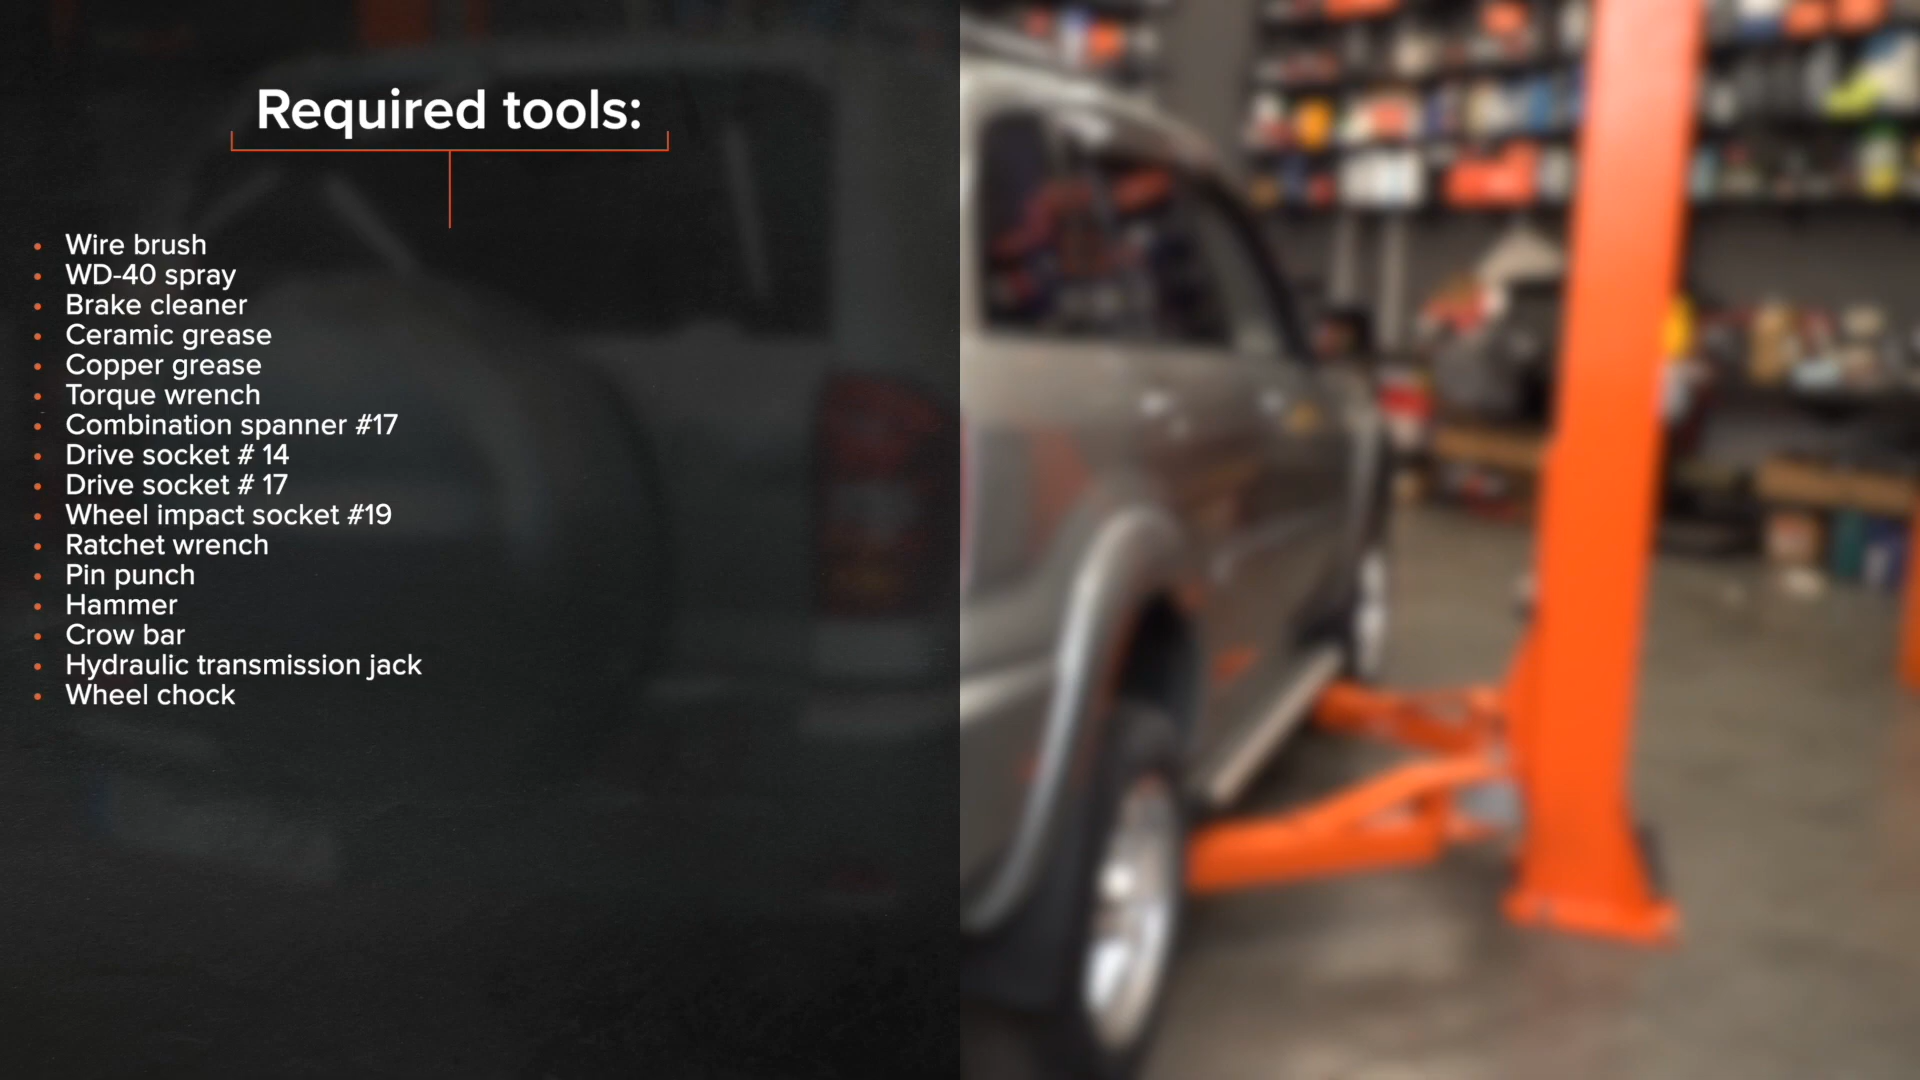 Required tools:
Wire brush
WD-40 spray
Brake cleaner
Ceramic grease
Copper grease
Torque wrench
Combination spanner #17
Drive socket # 14
Drive socket # 17
Wheel impact socket #19
Ratchet wrench
Pin punch
Hammer
Crow bar
Hydraulic transmission jack
Wheel chock